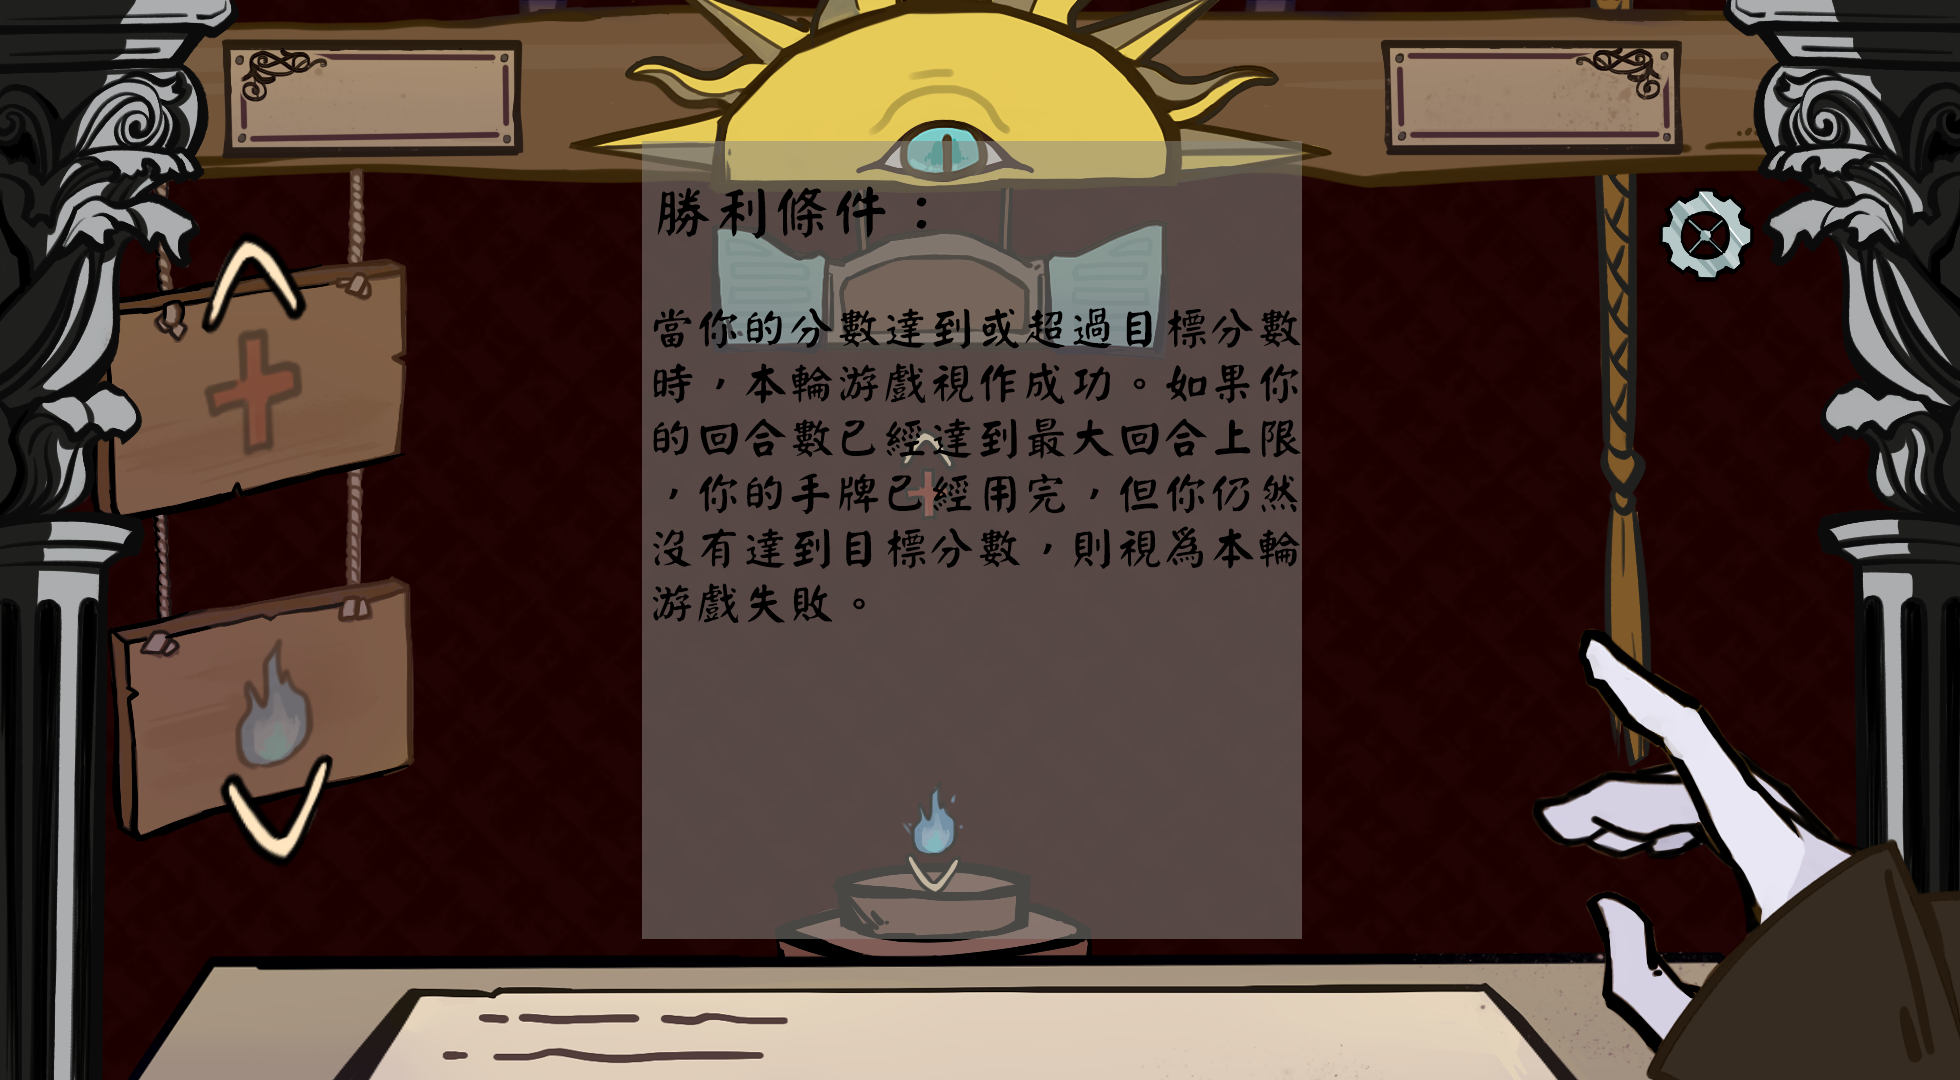 勝利條件：
當你的分數達到或超過目標分數
時，本輪游戲視作成功。如果你
的回合數已經達到最大回合上限
，你的手牌已經用完，但你仍然
沒有達到目標分數，則視爲本輪
游戲失敗。